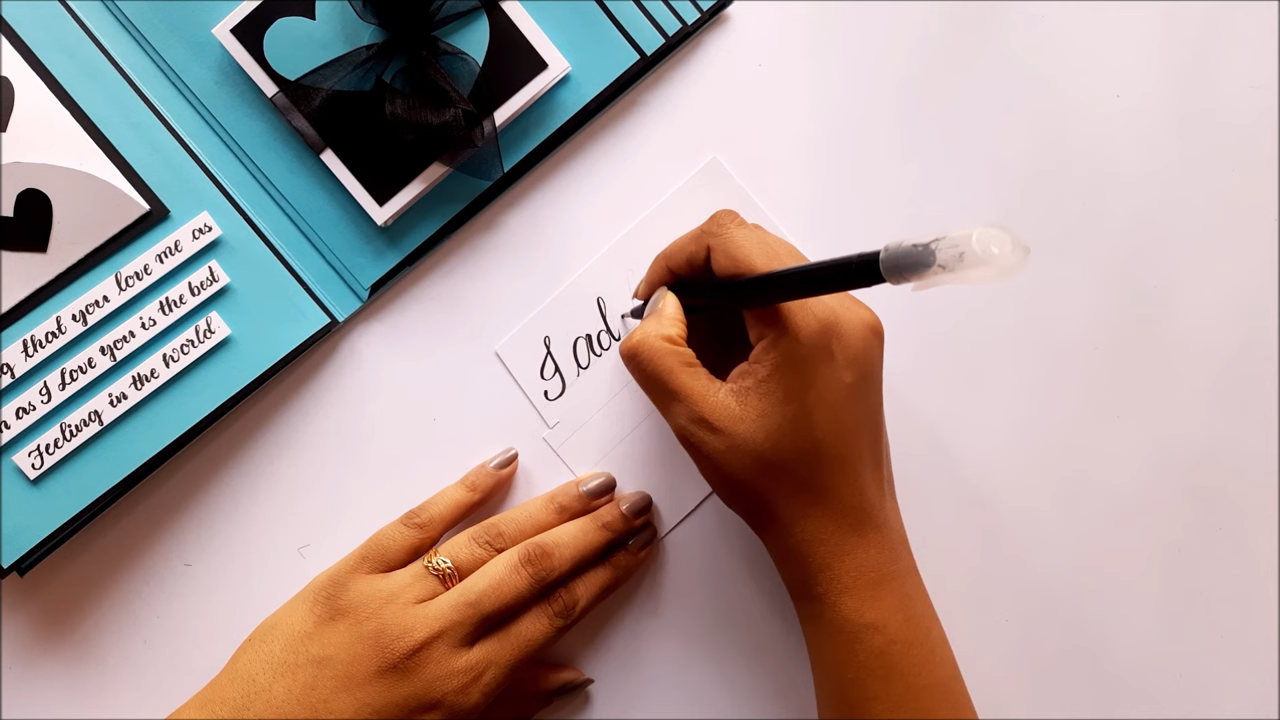 that you love me as
as I Love you is the best
Feeling in the world.
I ad